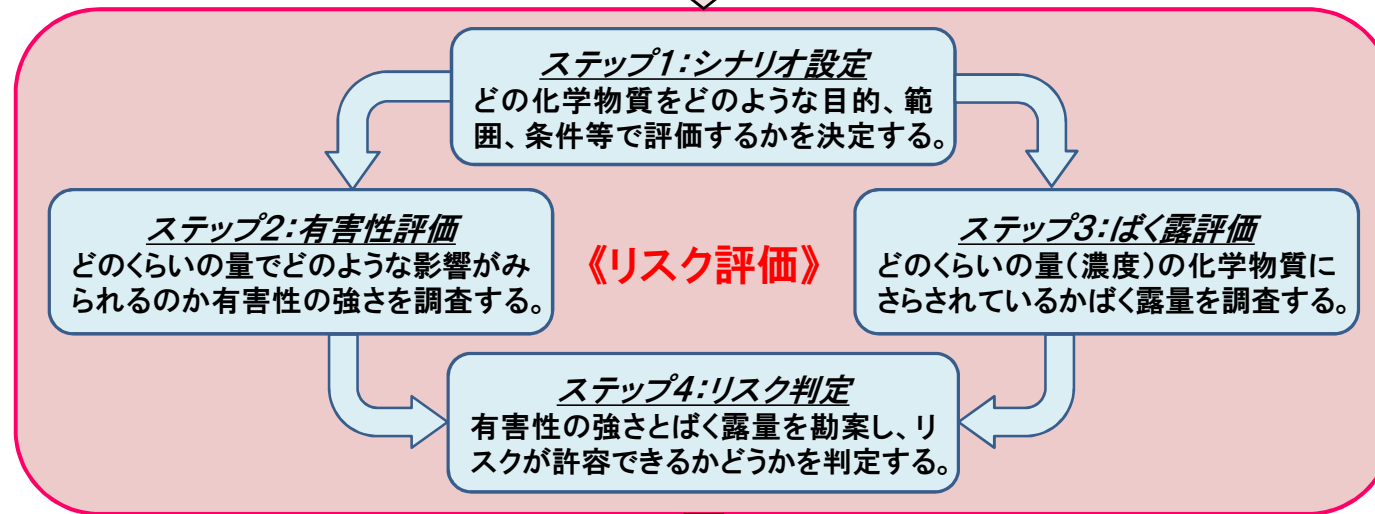 ステップ1：シナリオ設定
どの化学物質をどのような目的、範
囲、条件等で評価するかを決定する。
ステップ2：有害性評価
どのくらいの量でどのような影響がみ
られるのか有害性の強さを調査する。
《リスク評価》
ステップ3：ばく露評価
どのくらいの量（濃度）の化学物質に
さらされているかばく露量を調査する。
ステップ4：リスク判定
有害性の強さとばく露量を勘案し、リ
スクが許容できるかどうかを判定する。